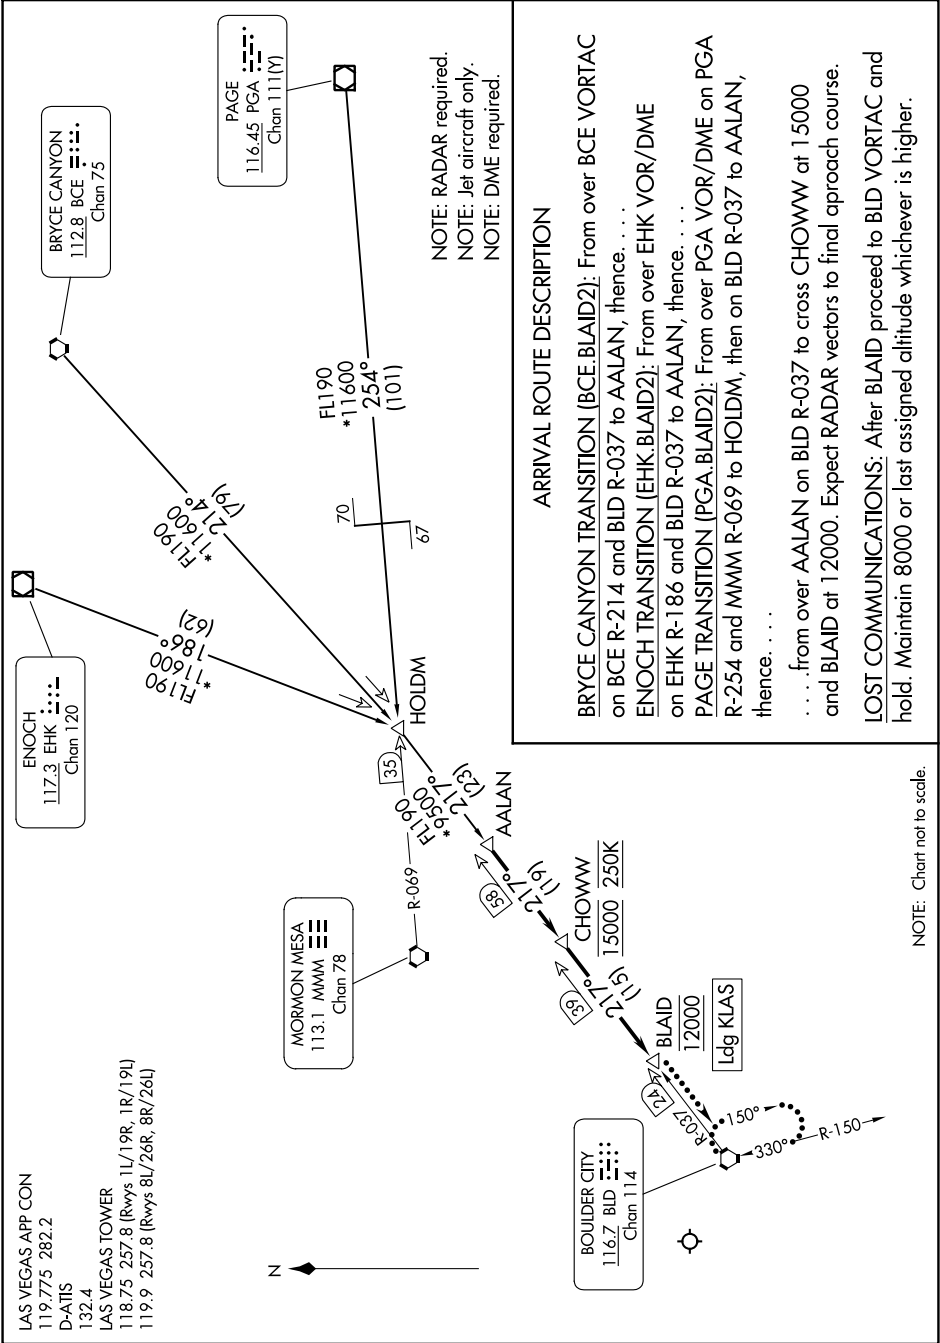 LAS VEGAS APP CON
119.775 282.2
D-ATIS
132.4
LAS VEGAS TOWER
118.75 257.8 (Rwys 1L/19R, 1R/19L)
119.9 257.8 (Rwys 8L/26R, 8R/26L)
ENOCH
117.3 EHK
Chan 120
BRYCE CANYON
112.8 BCE
Chan 75
PAGE
116.45 PGA
Chan 111(Y)
FL190
*11600
186°
(62)
FL190
*11600
214°
(79)
FL190
*11600
254°
(101)
70
67
MORMON MESA
113.1 MMM
Chan 78
R-069
35
HOLDM
FL190
*9500
217°
(23)
AALAN
58
217°
(19)
CHOWW
15000 250K
39
217°
(15)
BLAID
12000
Ldg KLAS
24
R-037
BOULDER CITY
116.7 BLD
Chan 114
150°
330°
R-150
N
NOTE: RADAR required.
NOTE: Jet aircraft only.
NOTE: DME required.
NOTE: Chart not to scale.
ARRIVAL ROUTE DESCRIPTION
BRYCE CANYON TRANSITION (BCE.BLAID2): From over BCE VORTAC
on BCE R-214 and BLD R-037 to AALAN, thence. . . .
ENOCH TRANSITION (EHK.BLAID2): From over EHK VOR/DME
on EHK R-186 and BLD R-037 to AALAN, thence. . . .
PAGE TRANSITION (PGA.BLAID2): From over PGA VOR/DME on PGA
R-254 and MMM R-069 to HOLDM, then on BLD R-037 to AALAN,
thence. . . .
. . . .from over AALAN on BLD R-037 to cross CHOWW at 15000
and BLAID at 12000. Expect RADAR vectors to final aproach course.
LOST COMMUNICATIONS: After BLAID proceed to BLD VORTAC and
hold. Maintain 8000 or last assigned altitude whichever is higher.